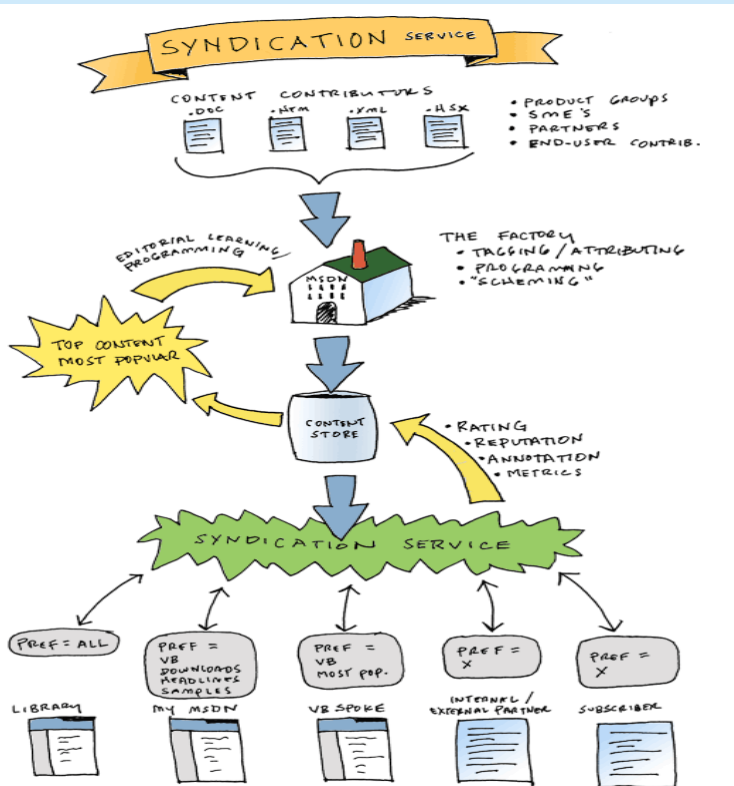 SYNDICATION SERVICE
CONTENT CONTRIBUTORS
.DOC .HTM .XML .HSX
• PRODUCT GROUPS
• SME'S
• PARTNERS
• END-USER CONTRIB.
EDITORIAL LEARNING/
PROGRAMMING
MSDN
THE FACTORY
• TAGGING / ATTRIBUTING
• PROGRAMING
• "SCHEMING"
TOP CONTENT
MOST POPULAR
CONTENT
STORE
• RATING
• REPUTATION
• ANNOTATION
• METRICS
SYNDICATION SERVICE
PREF = ALL
PREF =
VB
DOWNLOADS
HEADLINES
SAMPLES
PREF =
VB
MOST POP.
PREF =
X
PREF =
X
LIBRARY
MY MSDN
VB SPOKE
INTERNAL /
EXTERNAL PARTNER
SUBSCRIBER